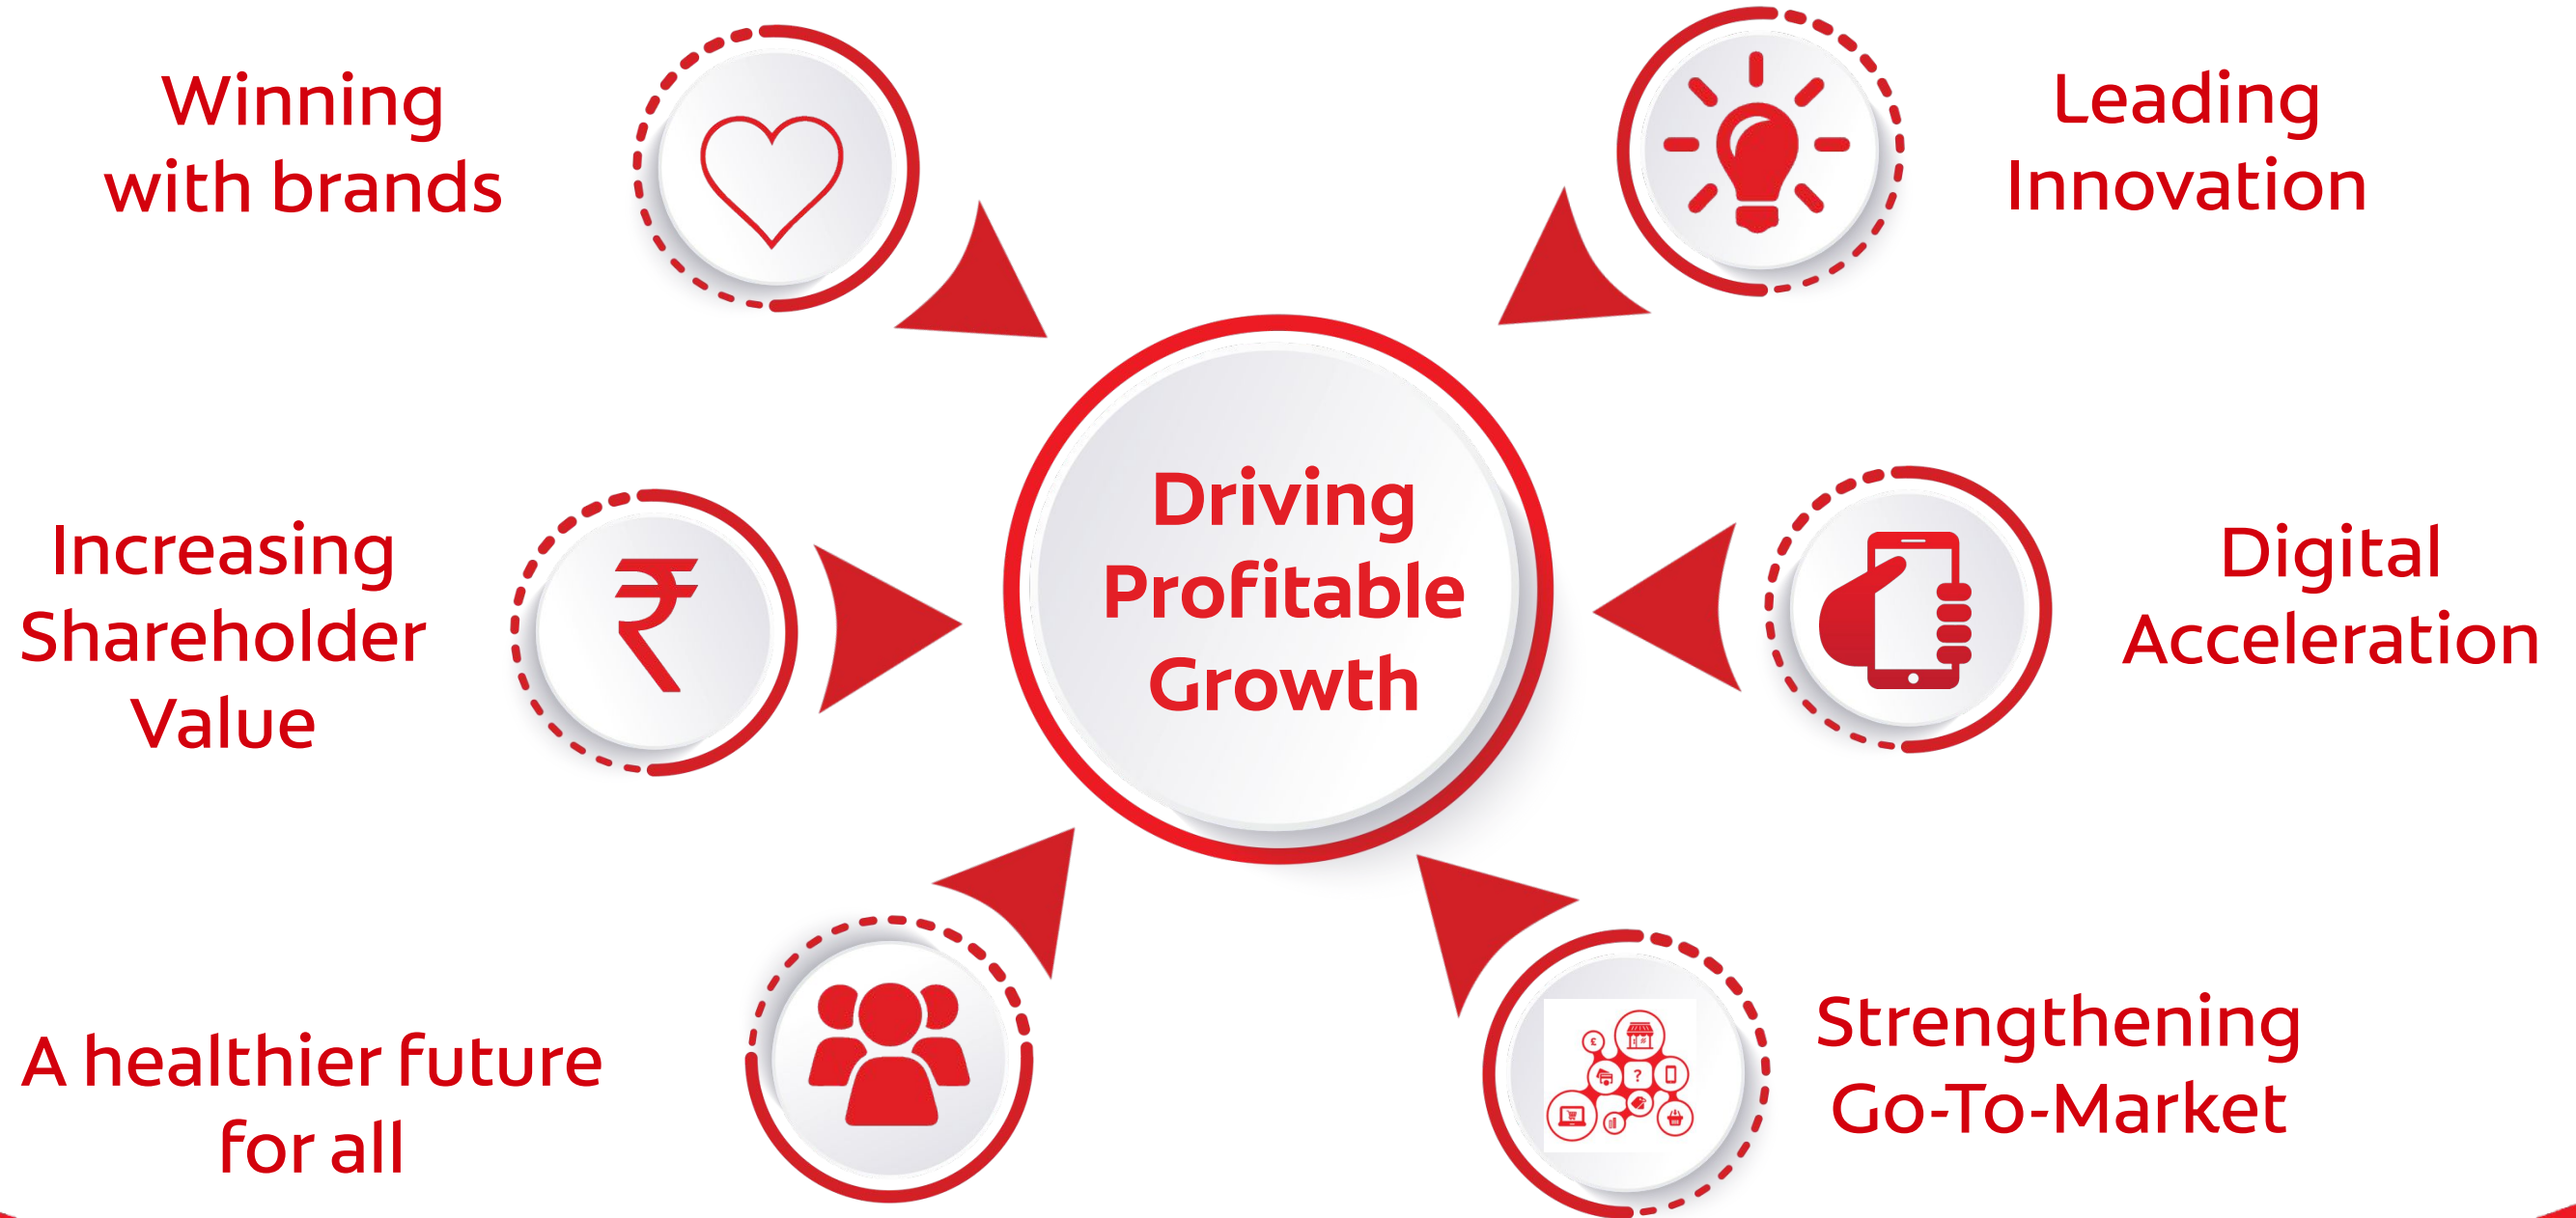 Winning
with brands
Leading
Innovation
Driving
Profitable
Growth
Increasing
Shareholder
Value
₹
Digital
Acceleration
A healthier future
for all
Strengthening
Go-To-Market
£
?